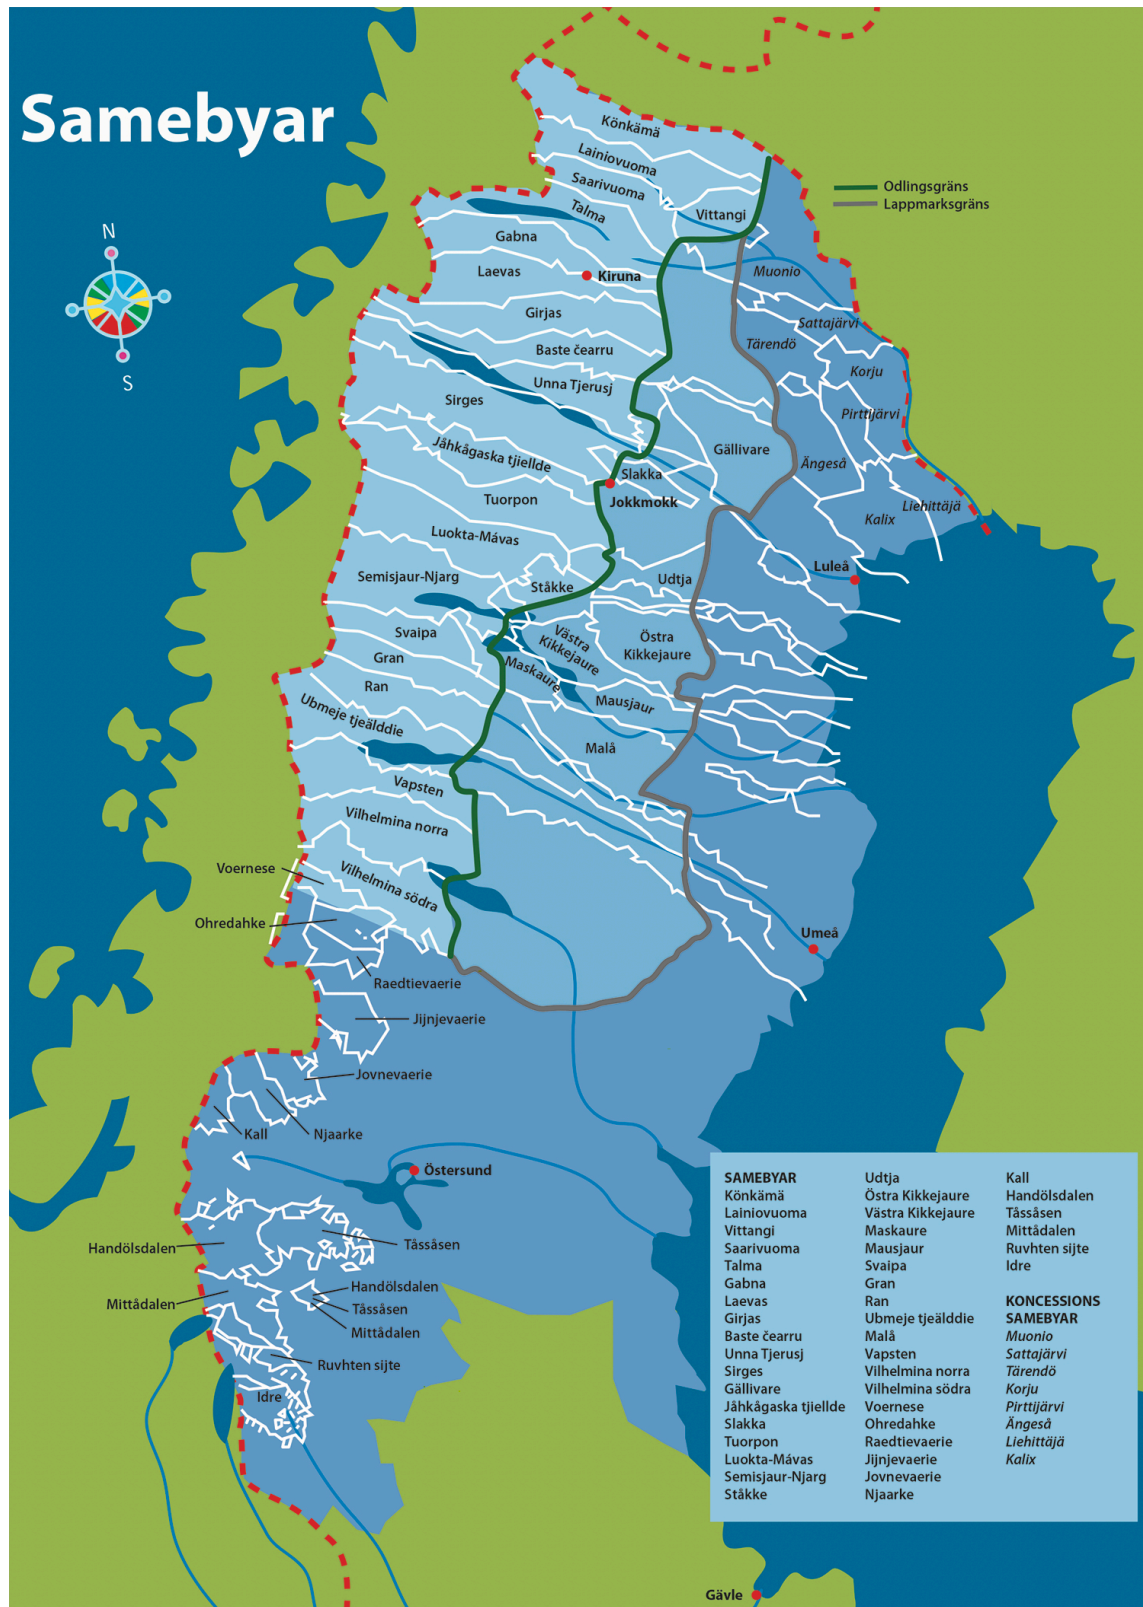 Samebyar
N
S
Odlingsgräns
Lappmarksgräns
Könkämä
Lainiovuoma
Saarivuoma
Talma
Vittangi
Gabna
Laevas
Kiruna
Muonio
Girjas
Sattajärvi
Baste čearru
Tärendö
Korju
Unna Tjerusj
Sirges
Pirttijärvi
Jåhkågaska tjiellde
Gällivare
Ängeså
Slakka
Tuorpon
Jokkmokk
Liehittäjä
Kalix
Luokta-Mávas
Luleå
Semisjaur-Njarg
Ståkke
Udtja
Svaipa
Västra
Kikkejaure
Östra
Kikkejaure
Gran
Maskaure
Ran
Mausjaur
Ubmeje tjeälddie
Malå
Vapsten
Vilhelmina norra
Voernese
Vilhelmina södra
Ohredahke
Umeå
Raedtievaerie
Jijnjevaerie
Jovnevaerie
Kall
Njaarke
Östersund
Handölsdalen
Tåssåsen
Handölsdalen
Mittådalen
Tåssåsen
Mittådalen
Ruvhten sijte
Idre
Gävle
SAMEBYAR
Könkämä
Lainiovuoma
Vittangi
Saarivuoma
Talma
Gabna
Laevas
Girjas
Baste čearru
Unna Tjerusj
Sirges
Gällivare
Jåhkågaska tjiellde
Slakka
Tuorpon
Luokta-Mávas
Semisjaur-Njarg
Ståkke
Udtja
Östra Kikkejaure
Västra Kikkejaure
Maskaure
Mausjaur
Svaipa
Gran
Ran
Ubmeje tjeälddie
Malå
Vapsten
Vilhelmina norra
Vilhelmina södra
Voernese
Ohredahke
Raedtievaerie
Jijnjevaerie
Jovnevaerie
Njaarke
Kall
Handölsdalen
Tåssåsen
Mittådalen
Ruvhten sijte
Idre
KONCESSIONS
SAMEBYAR
Muonio
Sattajärvi
Tärendö
Korju
Pirttijärvi
Ängeså
Liehittäjä
Kalix